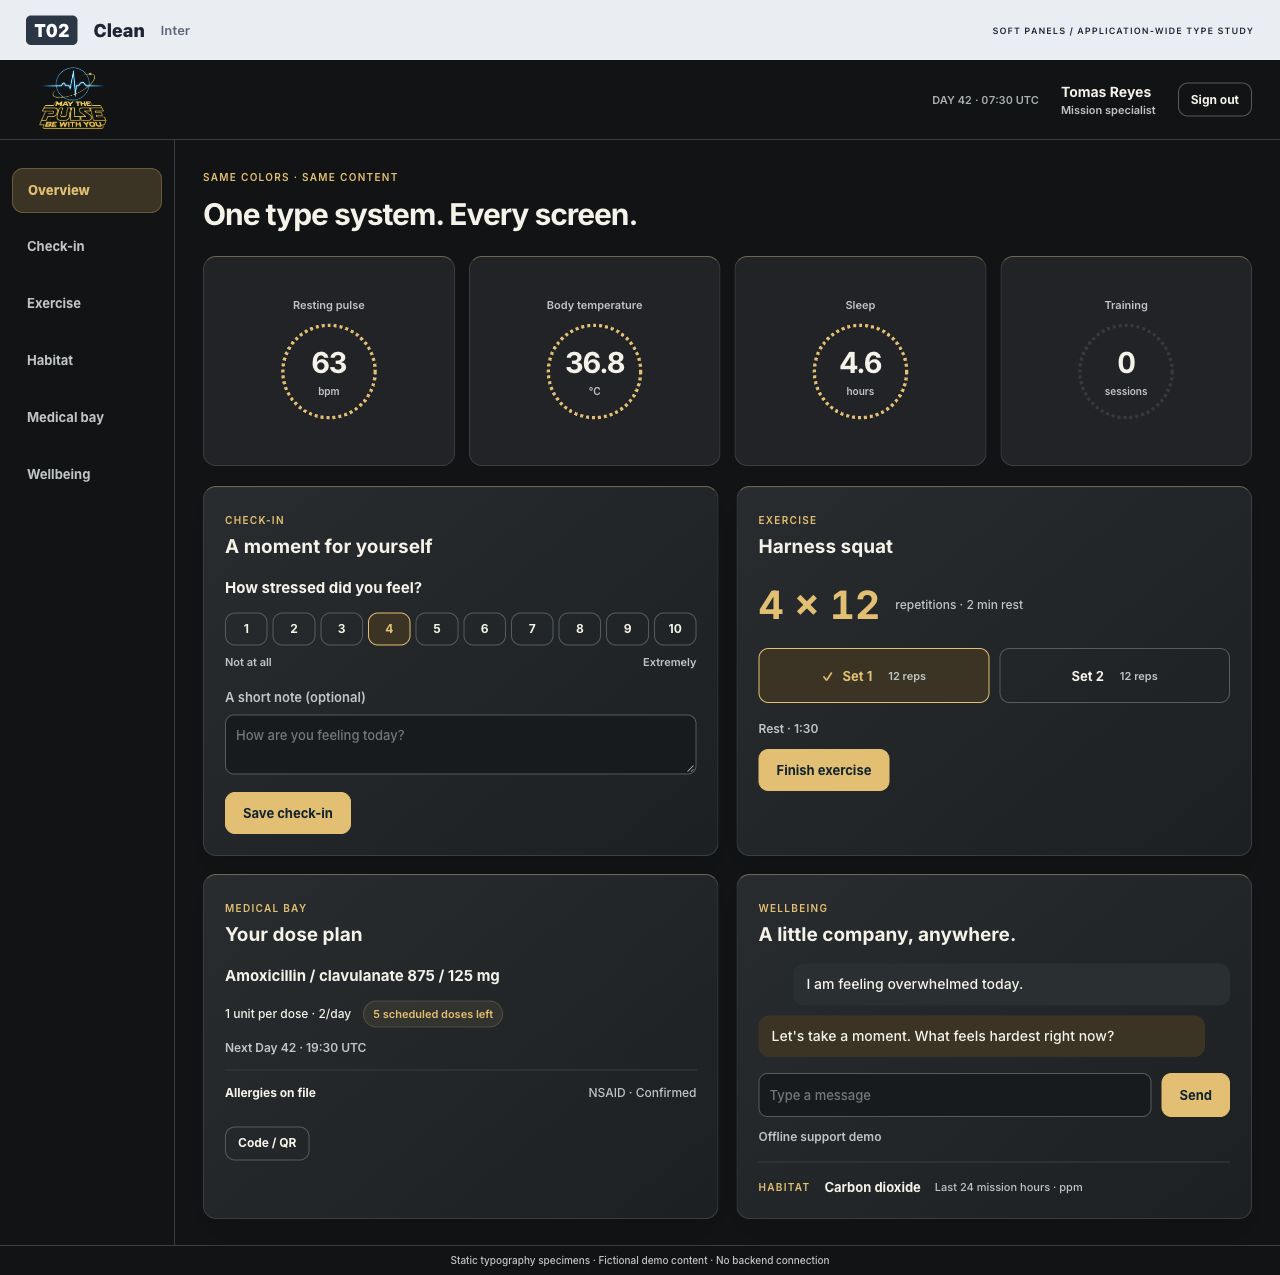 T02 Clean Inter
SOFT PANELS / APPLICATION-WIDE TYPE STUDY
MAY THE
PULSE
BE WITH YOU
DAY 42 · 07:30 UTC
Tomas Reyes
Mission specialist
Sign out
Overview
Check-in
Exercise
Habitat
Medical bay
Wellbeing
SAME COLORS · SAME CONTENT
One type system. Every screen.
Resting pulse
63
bpm
Body temperature
36.8
°C
Sleep
4.6
hours
Training
0
sessions
CHECK-IN
A moment for yourself
How stressed did you feel?
1 2 3 4 5 6 7 8 9 10
Not at all Extremely
A short note (optional)
How are you feeling today?
Save check-in
EXERCISE
Harness squat
4 × 12 repetitions · 2 min rest
✓ Set 1 12 reps Set 2 12 reps
Rest · 1:30
Finish exercise
MEDICAL BAY
Your dose plan
Amoxicillin / clavulanate 875 / 125 mg
1 unit per dose · 2/day 5 scheduled doses left
Next Day 42 · 19:30 UTC
Allergies on file NSAID · Confirmed
Code / QR
WELLBEING
A little company, anywhere.
I am feeling overwhelmed today.
Let's take a moment. What feels hardest right now?
Type a message Send
Offline support demo
HABITAT Carbon dioxide Last 24 mission hours · ppm
Static typography specimens · Fictional demo content · No backend connection